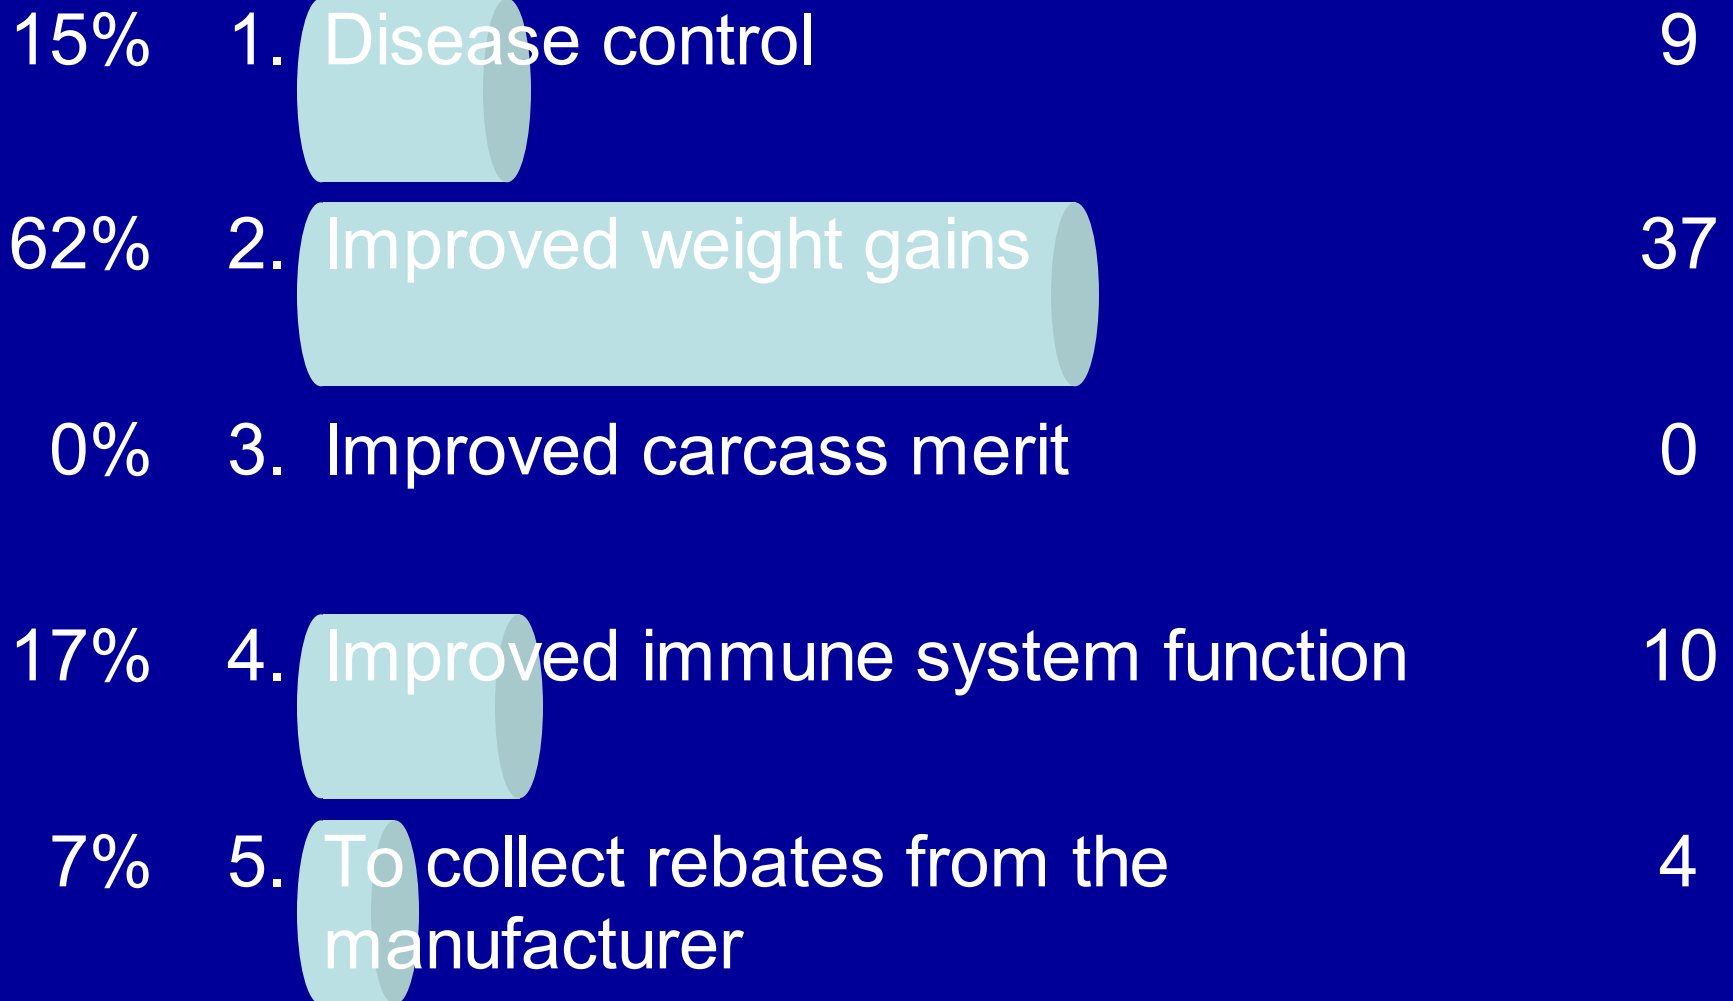 15% 1. Disease control 9
62% 2. Improved weight gains 37
0% 3. Improved carcass merit 0
17% 4. Improved immune system function 10
7% 5. To collect rebates from the 4
manufacturer